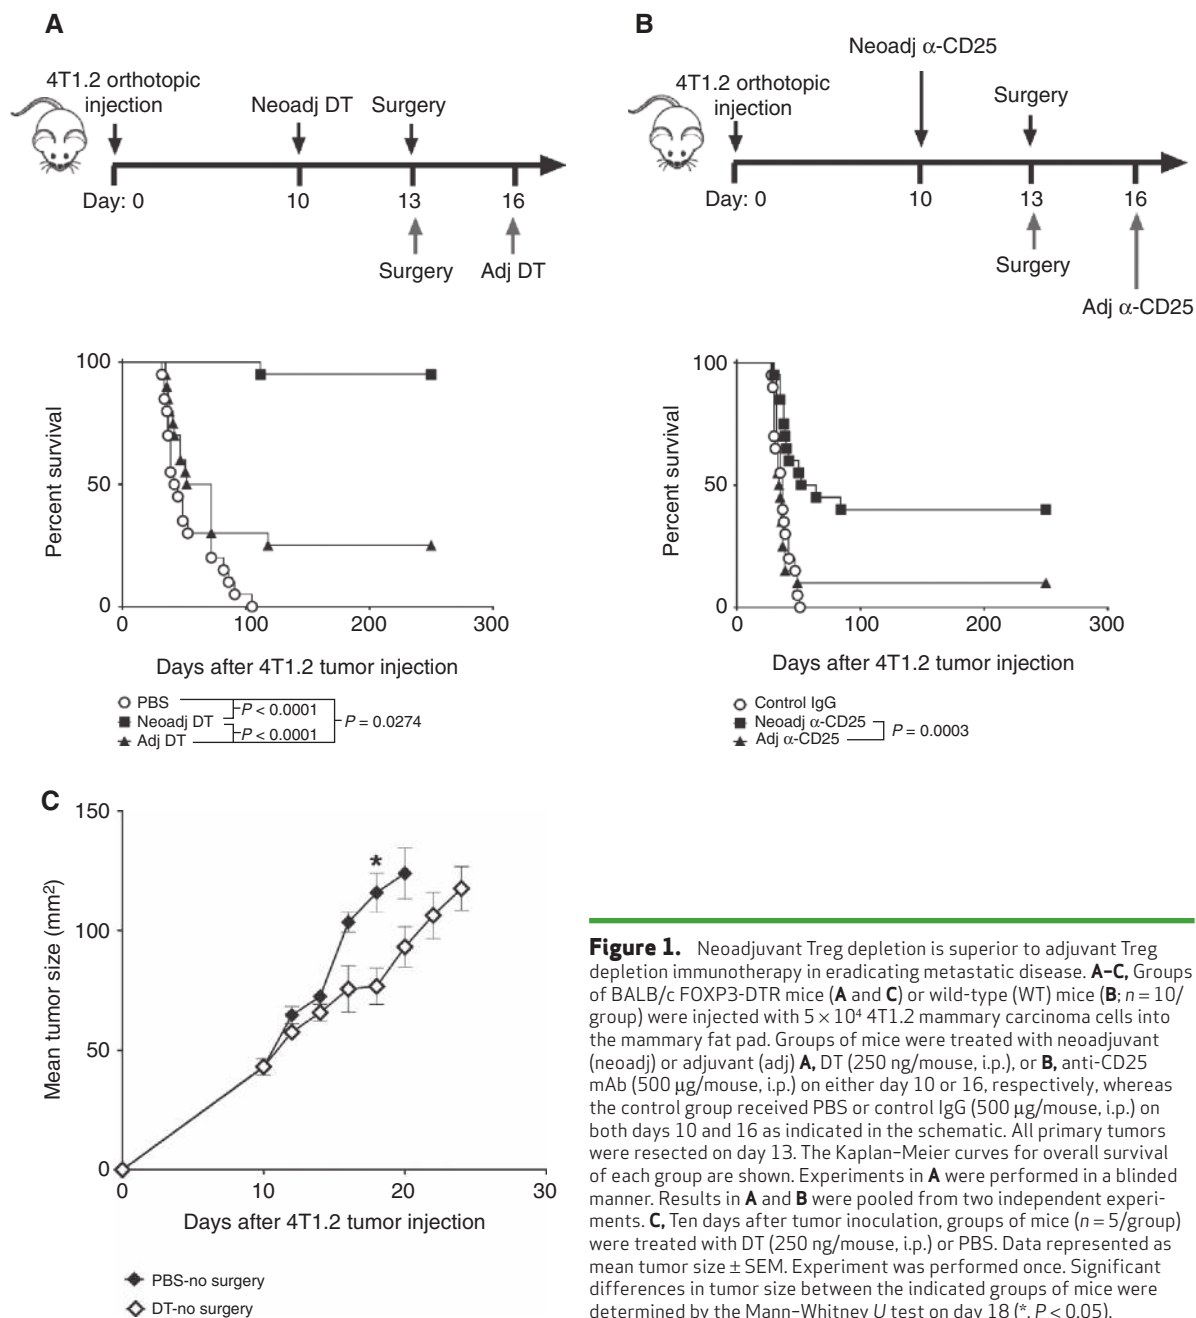 A
4T1.2 orthotopic
injection
Neoadj DT
Surgery
Day: 0
10
13
16
Surgery
Adj DT
100
50
0
Percent survival
0
100
200
300
Days after 4T1.2 tumor injection
PBS
Neoadj DT
Adj DT
P < 0.0001
P < 0.0001
P = 0.0274
B
Neoadj α-CD25
4T1.2 orthotopic
injection
Surgery
Day: 0
10
13
16
Surgery
Adj α-CD25
100
50
0
Percent survival
0
100
200
300
Days after 4T1.2 tumor injection
Control IgG
Neoadj α-CD25
Adj α-CD25
P = 0.0003
C
150
100
50
0
Mean tumor size (mm²)
*
0
10
20
30
Days after 4T1.2 tumor injection
PBS-no surgery
DT-no surgery
Figure 1. Neoadjuvant Treg depletion is superior to adjuvant Treg
depletion immunotherapy in eradicating metastatic disease. A–C, Groups
of BALB/c FOXP3-DTR mice (A and C) or wild-type (WT) mice (B; n = 10/
group) were injected with 5 × 10⁴ 4T1.2 mammary carcinoma cells into
the mammary fat pad. Groups of mice were treated with neoadjuvant
(neoadj) or adjuvant (adj) A, DT (250 ng/mouse, i.p.), or B, anti-CD25
mAb (500 μg/mouse, i.p.) on either day 10 or 16, respectively, whereas
the control group received PBS or control IgG (500 μg/mouse, i.p.) on
both days 10 and 16 as indicated in the schematic. All primary tumors
were resected on day 13. The Kaplan–Meier curves for overall survival
of each group are shown. Experiments in A were performed in a blinded
manner. Results in A and B were pooled from two independent experi-
ments. C, Ten days after tumor inoculation, groups of mice (n = 5/group)
were treated with DT (250 ng/mouse, i.p.) or PBS. Data represented as
mean tumor size ± SEM. Experiment was performed once. Significant
differences in tumor size between the indicated groups of mice were
determined by the Mann–Whitney U test on day 18 (*, P < 0.05).